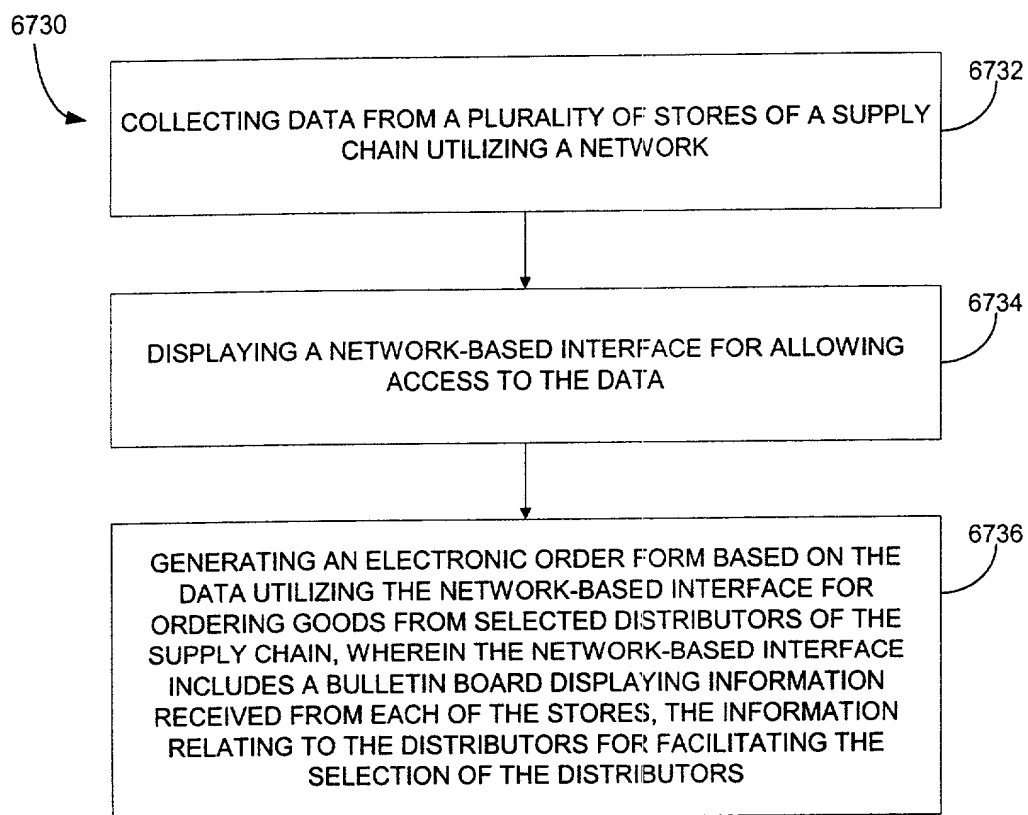 6730
6732
COLLECTING DATA FROM A PLURALITY OF STORES OF A SUPPLY
CHAIN UTILIZING A NETWORK
6734
DISPLAYING A NETWORK-BASED INTERFACE FOR ALLOWING
ACCESS TO THE DATA
6736
GENERATING AN ELECTRONIC ORDER FORM BASED ON THE
DATA UTILIZING THE NETWORK-BASED INTERFACE FOR
ORDERING GOODS FROM SELECTED DISTRIBUTORS OF THE
SUPPLY CHAIN, WHEREIN THE NETWORK-BASED INTERFACE
INCLUDES A BULLETIN BOARD DISPLAYING INFORMATION
RECEIVED FROM EACH OF THE STORES, THE INFORMATION
RELATING TO THE DISTRIBUTORS FOR FACILITATING THE
SELECTION OF THE DISTRIBUTORS